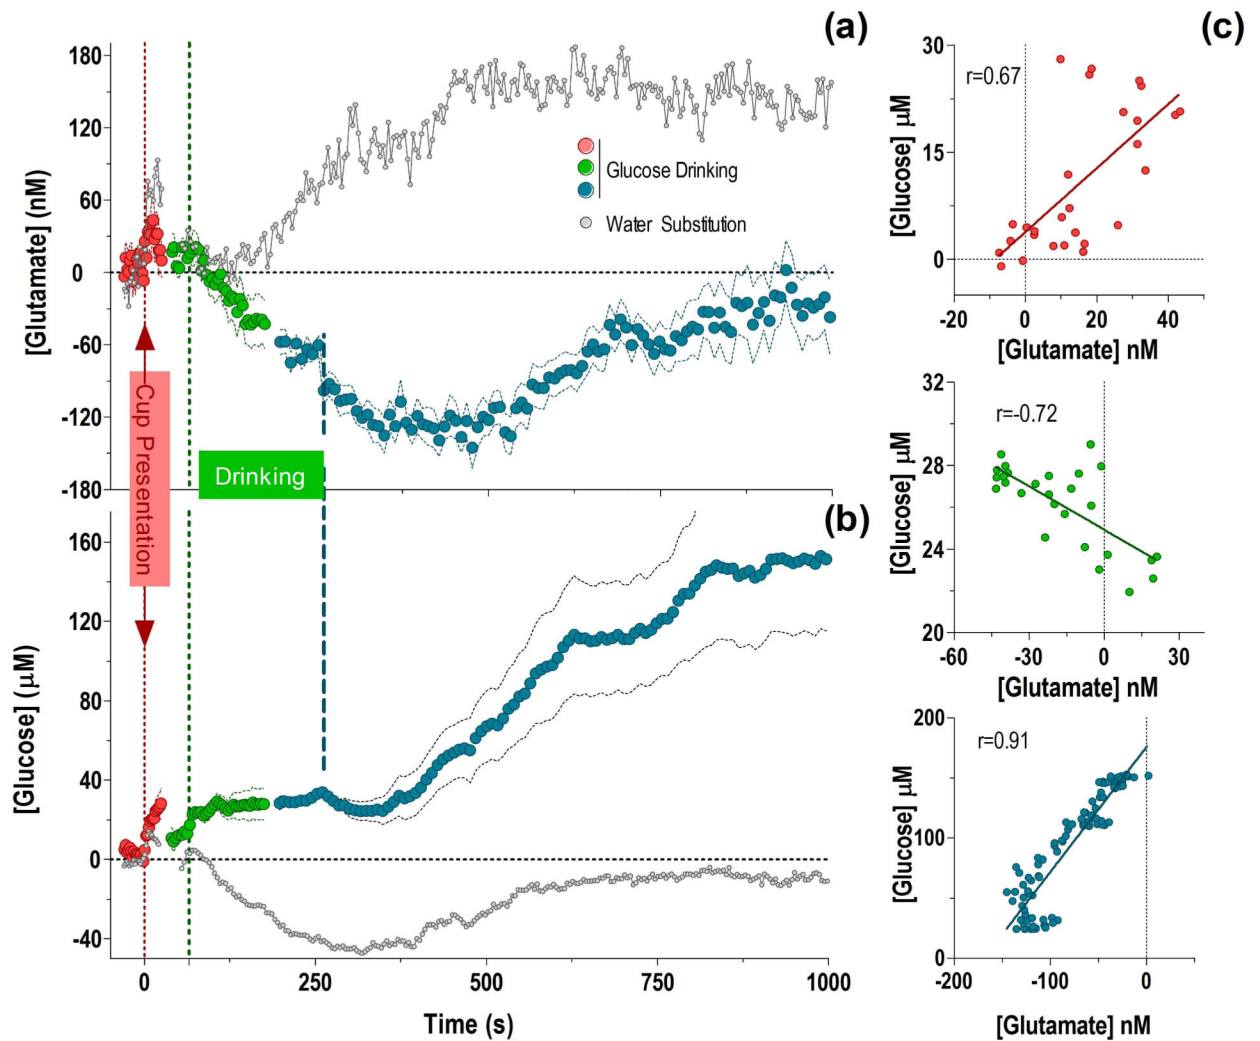 (a)
180
120
60
0
-60
-120
-180
[Glutamate] (nM)
Glucose Drinking
Water Substitution
Cup Presentation
Drinking
(b)
160
120
80
40
0
-40
[Glucose] (μM)
0
250
500
750
1000
Time (s)
(c)
30
15
0
r=0.67
[Glucose] μM
-20
0
20
40
[Glutamate] nM
32
28
24
20
r=-0.72
[Glucose] μM
-60
-30
0
30
[Glutamate] nM
200
100
0
r=0.91
[Glucose] μM
-200
-100
0
[Glutamate] nM